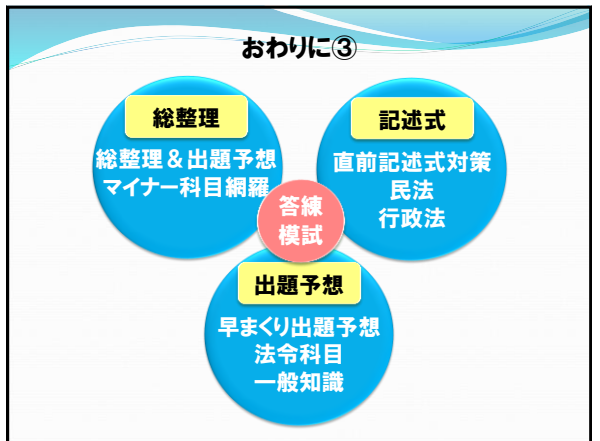 おわりに③
総整理
総整理&出題予想
マイナー科目網羅
記述式
直前記述式対策
民法
行政法
答練
模試
出題予想
早まくり出題予想
法令科目
一般知識